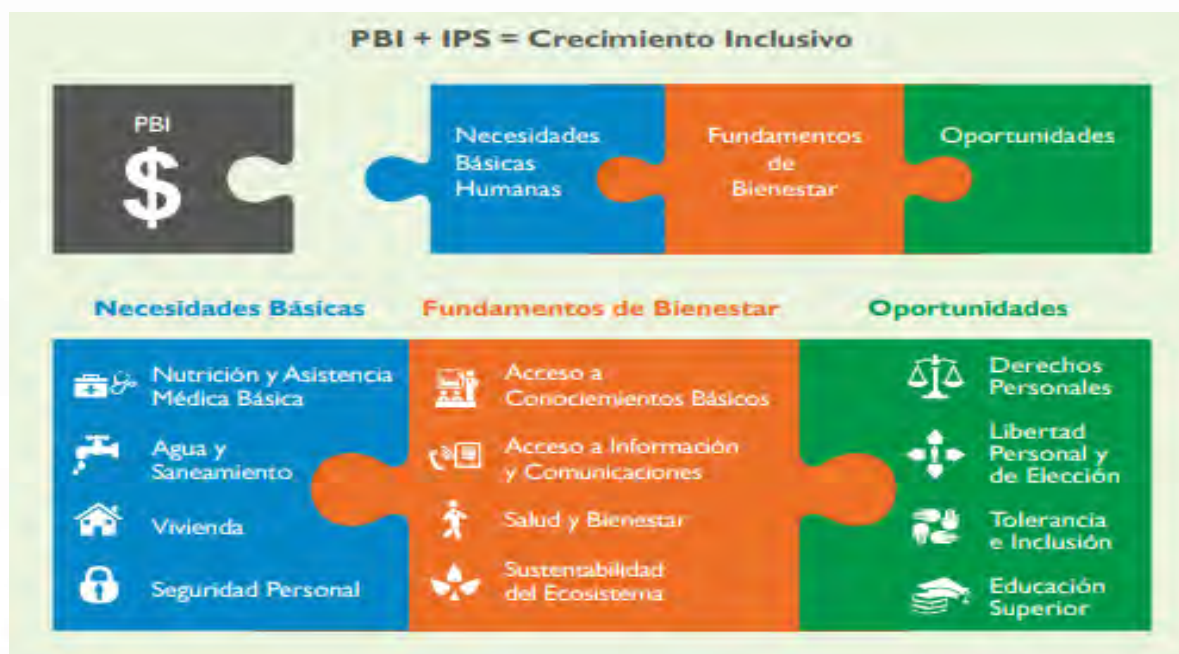 PBI + IPS = Crecimiento Inclusivo
PBI
$
Necesidades
Básicas
Humanas
Fundamentos
de
Bienestar
Oportunidades
Necesidades Básicas
Nutrición y Asistencia
Médica Básica
Agua y
Saneamiento
Vivienda
Seguridad Personal
Fundamentos de Bienestar
Acceso a
Conociemientos Básicos
Acceso a Información
y Comunicaciones
Salud y Bienestar
Sustentabilidad
del Ecosistema
Oportunidades
Derechos
Personales
Libertad
Personal y
de Elección
Tolerancia
e Inclusión
Educación
Superior